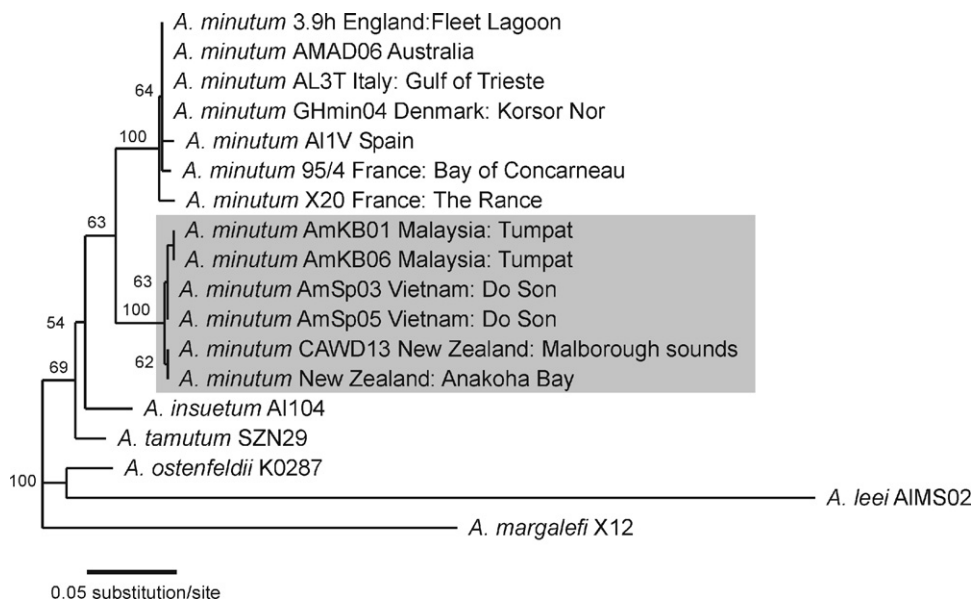 A. minutum 3.9h England:Fleet Lagoon
A. minutum AMAD06 Australia
A. minutum AL3T Italy: Gulf of Trieste
64
A. minutum GHmin04 Denmark: Korsor Nor
100
A. minutum Al1V Spain
A. minutum 95/4 France: Bay of Concarneau
A. minutum X20 France: The Rance
63
A. minutum AmKB01 Malaysia: Tumpat
A. minutum AmKB06 Malaysia: Tumpat
63
A. minutum AmSp03 Vietnam: Do Son
100
A. minutum AmSp05 Vietnam: Do Son
54
A. minutum CAWD13 New Zealand: Malborough sounds
62
69
A. minutum New Zealand: Anakoha Bay
A. insuetum Al104
A. tamutum SZN29
A. ostenfeldii K0287
100
A. leei AlMS02
A. margalefi X12
0.05 substitution/site